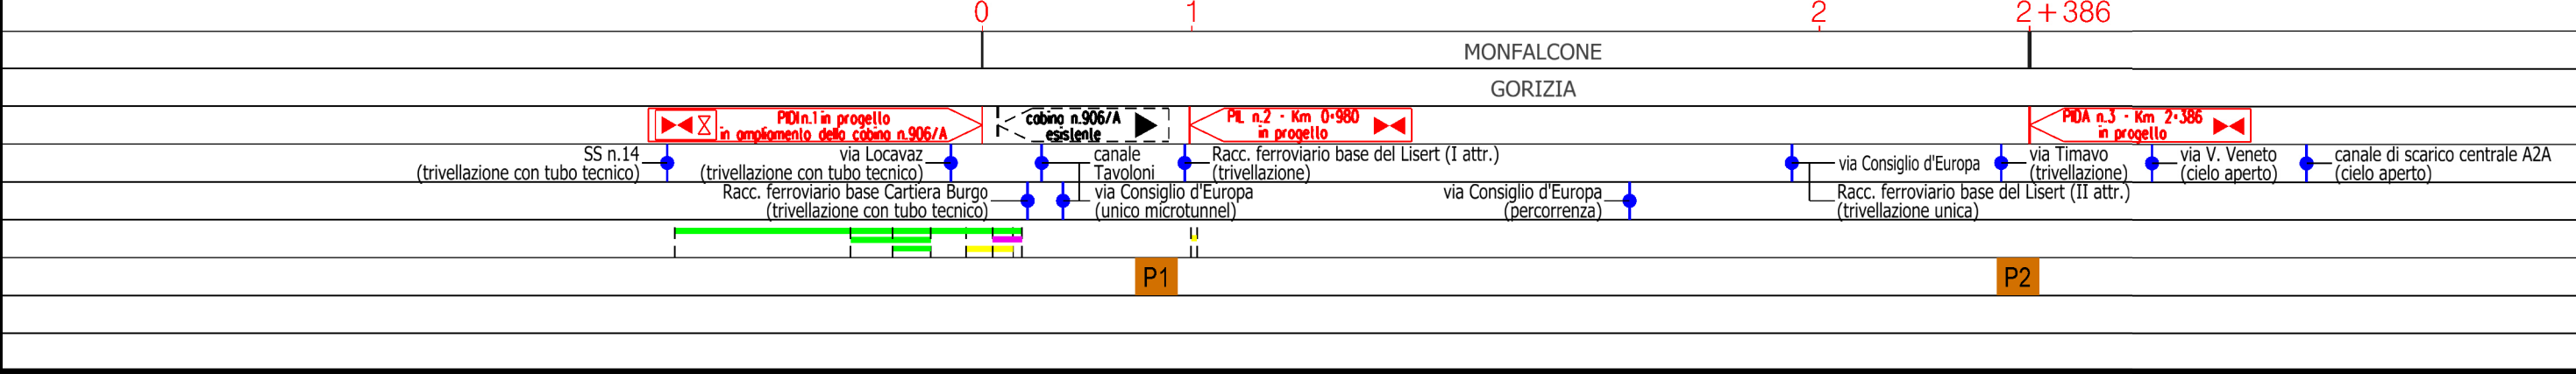 0 1 2 2+386
MONFALCONE
GORIZIA
PIDI n.1 in progetto
in ampliamento della cabina n.906/A
cabina n.906/A
esistente
PIL n.2 - Km 0+980
in progetto
PIDA n.3 - Km 2+386
in progetto
SS n.14
(trivellazione con tubo tecnico)
via Locavaz
(trivellazione con tubo tecnico)
canale
Tavoloni
Racc. ferroviario base del Lisert (I attr.)
(trivellazione)
via Consiglio d'Europa
via Timavo
(trivellazione)
via V. Veneto
(cielo aperto)
canale di scarico centrale A2A
(cielo aperto)
Racc. ferroviario base Cartiera Burgo
(trivellazione con tubo tecnico)
via Consiglio d'Europa
(unico microtunnel)
via Consiglio d'Europa
(percorrenza)
Racc. ferroviario base del Lisert (II attr.)
(trivellazione unica)
P1 P2